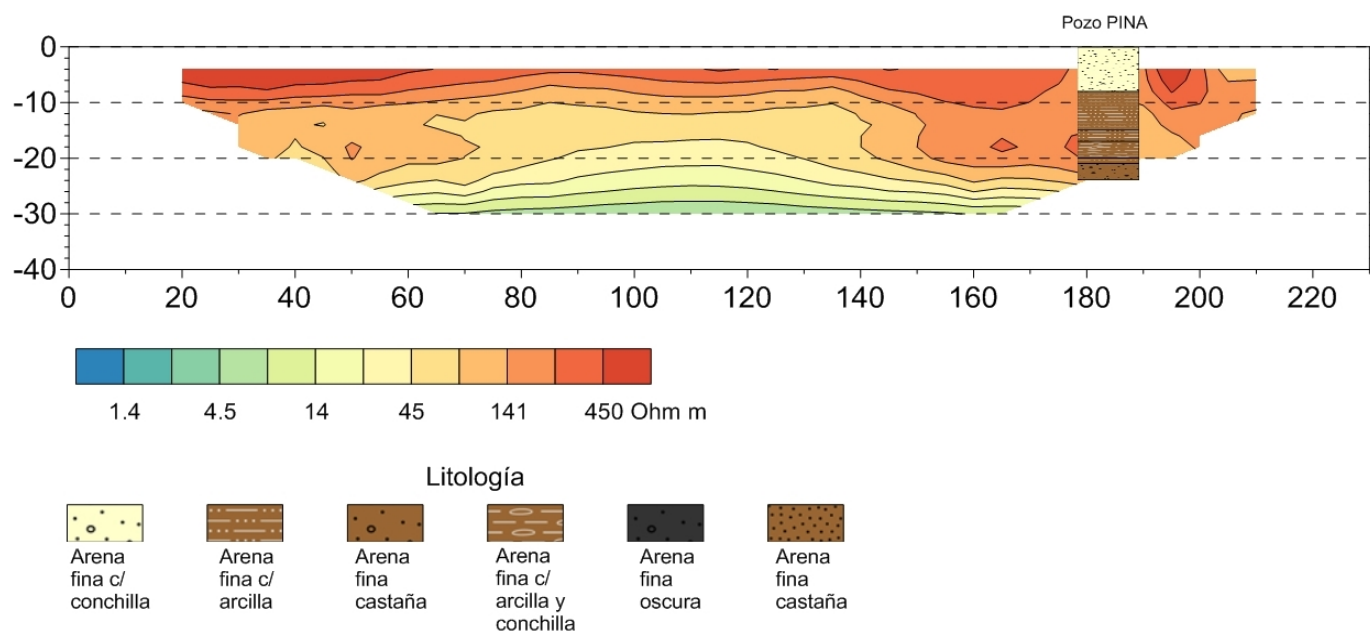 Pozo PINA
0
-10
-20
-30
-40
0 20 40 60 80 100 120 140 160 180 200 220
1.4 4.5 14 45 141 450 Ohm m
Litología
Arena
fina c/
conchilla
Arena
fina c/
arcilla
Arena
fina
castaña
Arena
fina c/
arcilla y
conchilla
Arena
fina
oscura
Arena
fina
castaña